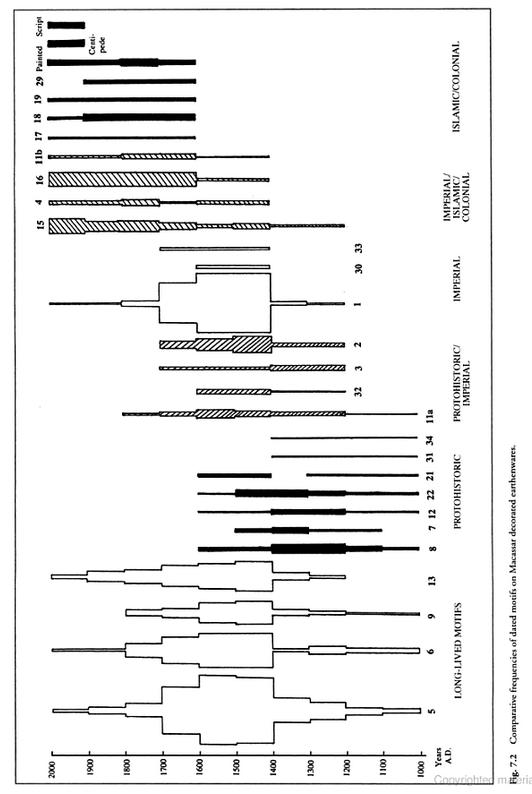 Script
Centi-
pede
Painted
29
19
18
17
11b
16
4
15
33
30
1
2
3
32
11a
34
31
21
22
12
7
8
13
9
6
5
ISLAMIC/COLONIAL
IMPERIAL/
ISLAMIC/
COLONIAL
IMPERIAL
PROTOHISTORIC/
IMPERIAL
PROTOHISTORIC
LONG-LIVED MOTIFS
2000
1900
1800
1700
1600
1500
1400
1300
1200
1100
1000
Years
A.D.
Fig. 7.2 Comparative frequencies of dated motifs on Macassar decorated earthenwares.
Copyrighted materia